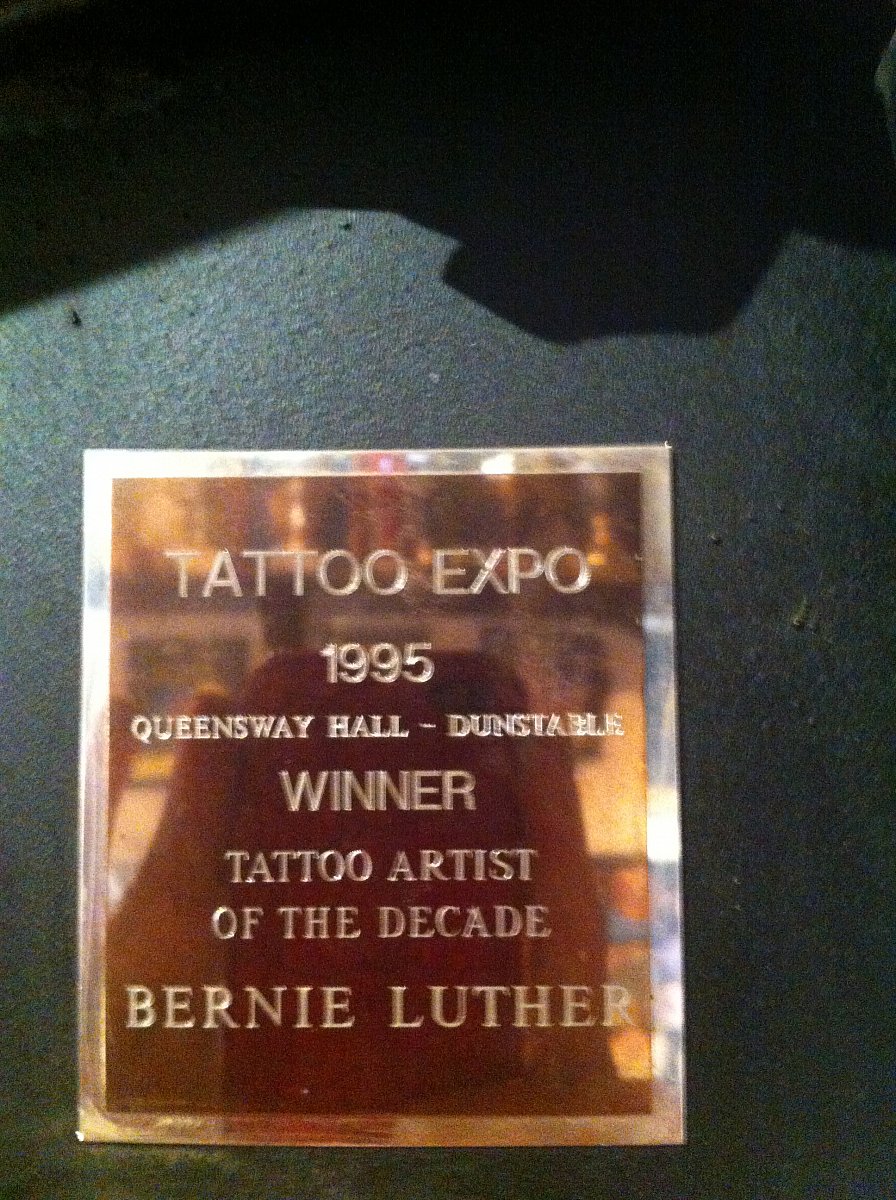 TATTOO EXPO
1995
QUEENSWAY HALL - DUNSTABLE
WINNER
TATTOO ARTIST
OF THE DECADE
BERNIE LUTHER